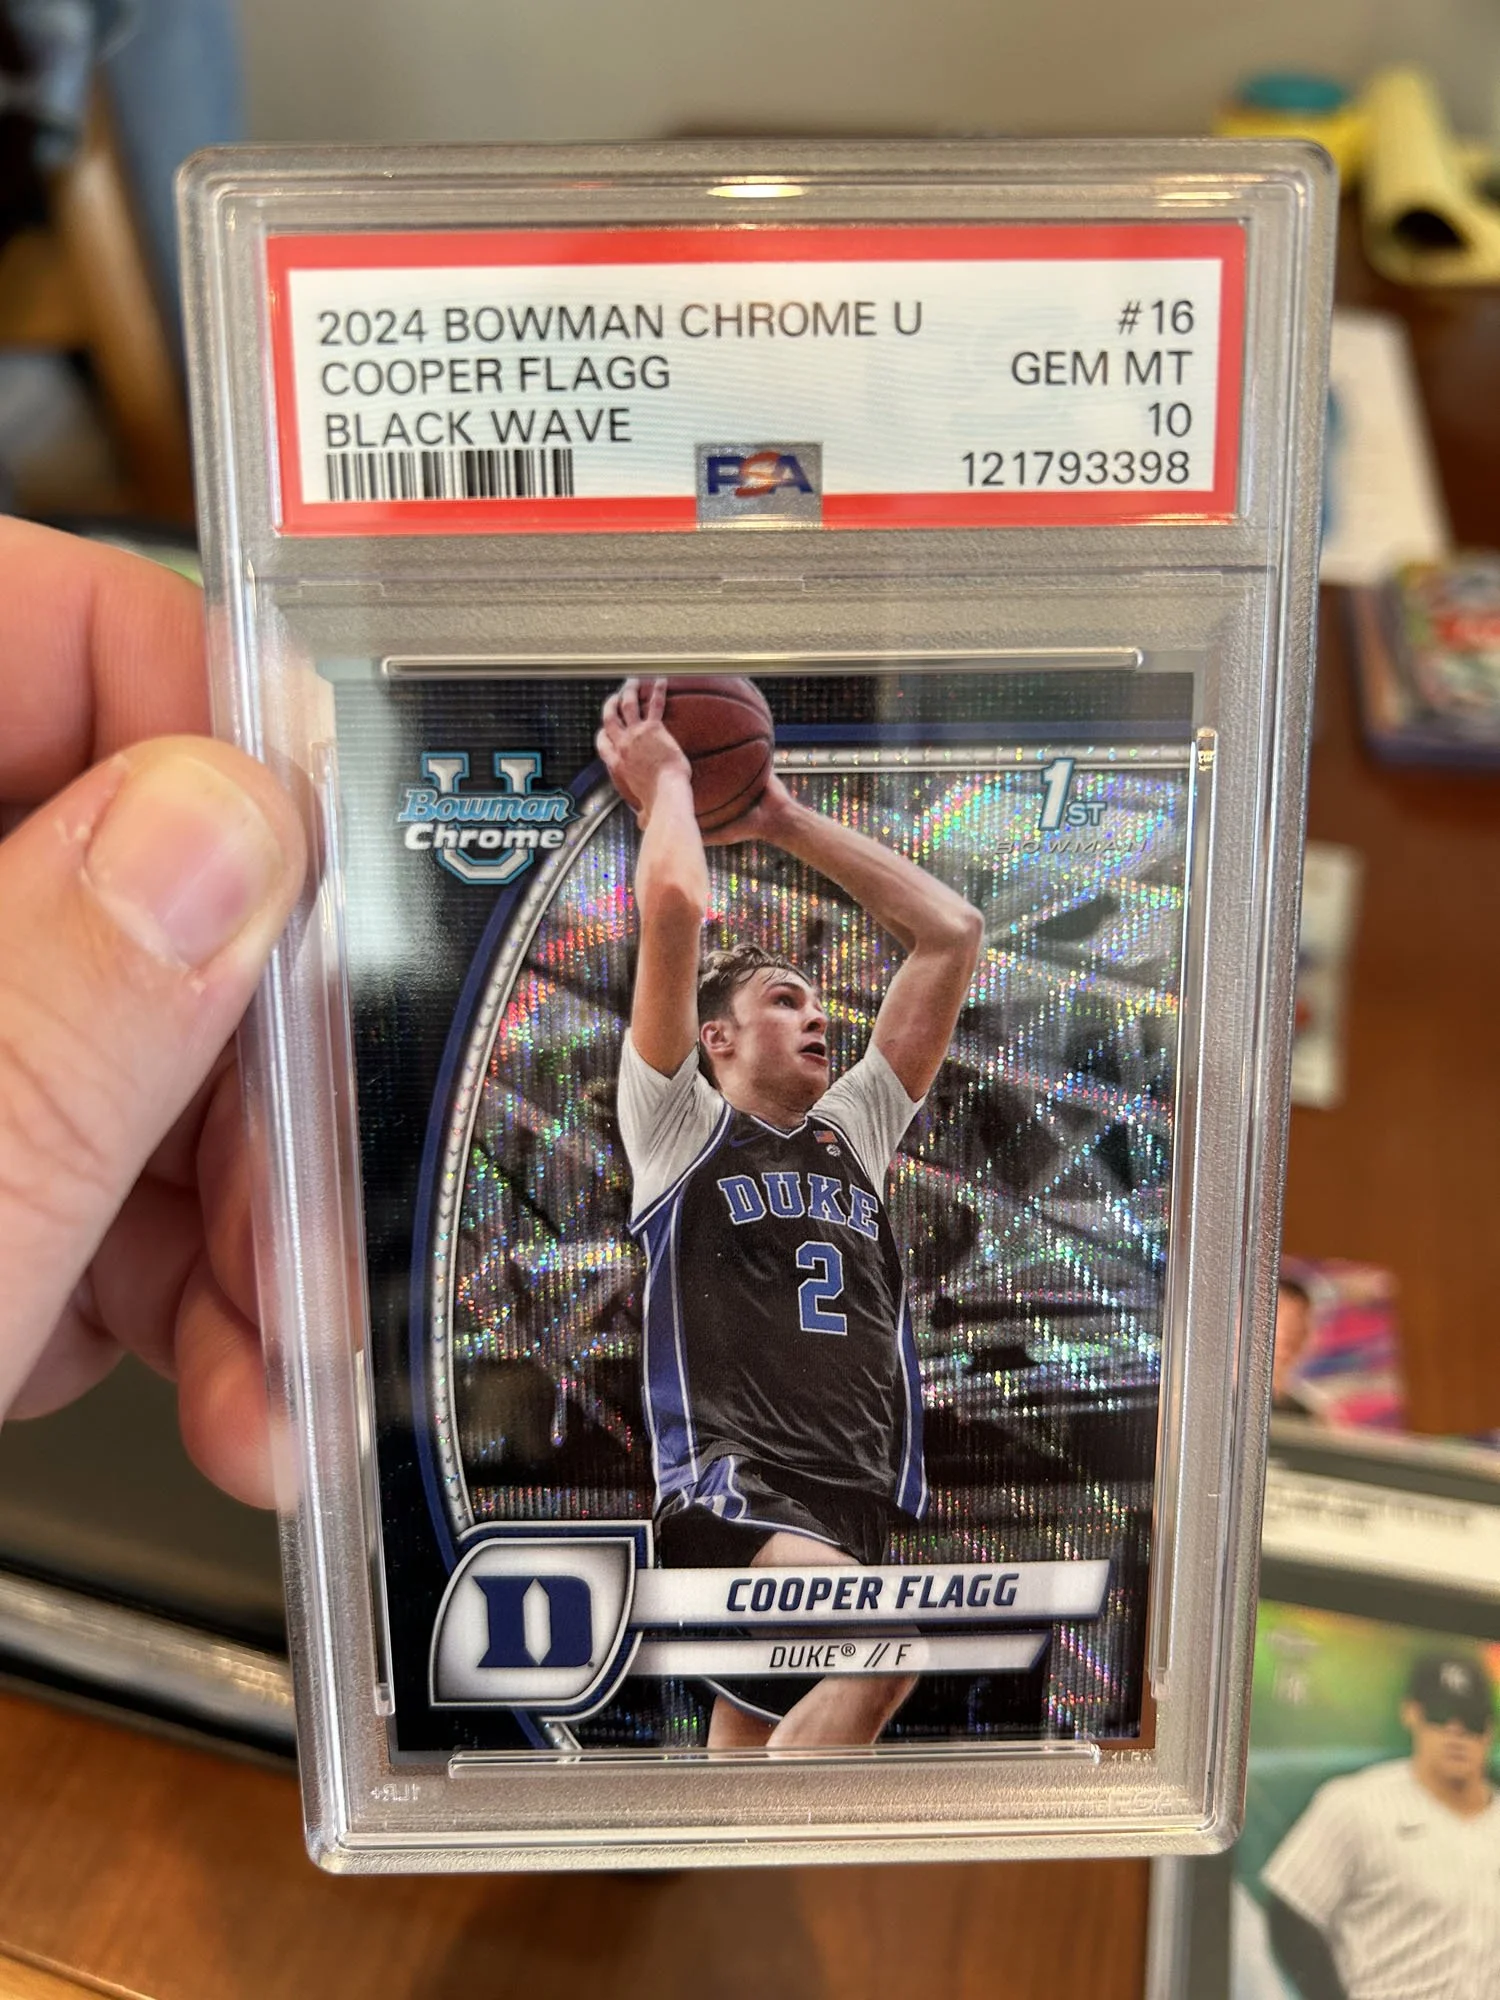 2024 BOWMAN CHROME U #16
COOPER FLAGG GEM MT
BLACK WAVE 10
PSA 121793398
U
Bowman
Chrome
1ST
BOWMAN
DUKE
2
D
COOPER FLAGG
DUKE® // F